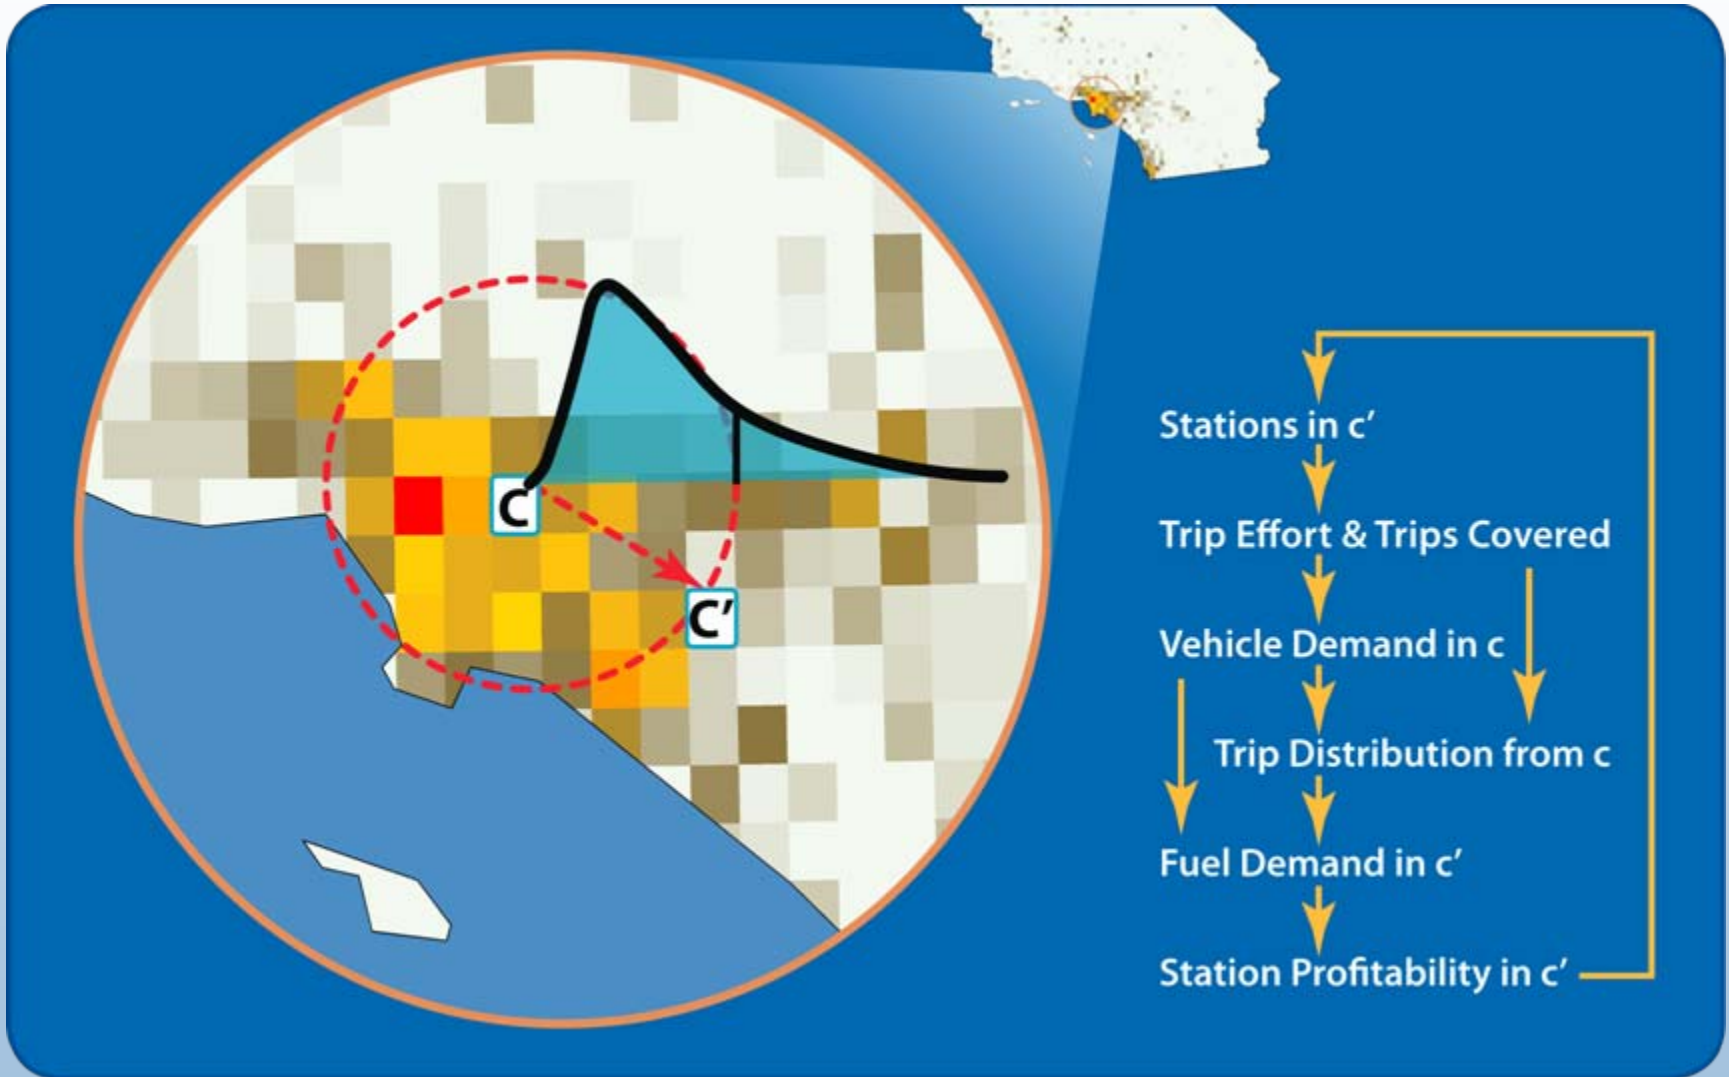 C
C′
Stations in c′
Trip Effort & Trips Covered
Vehicle Demand in c
Trip Distribution from c
Fuel Demand in c′
Station Profitability in c′